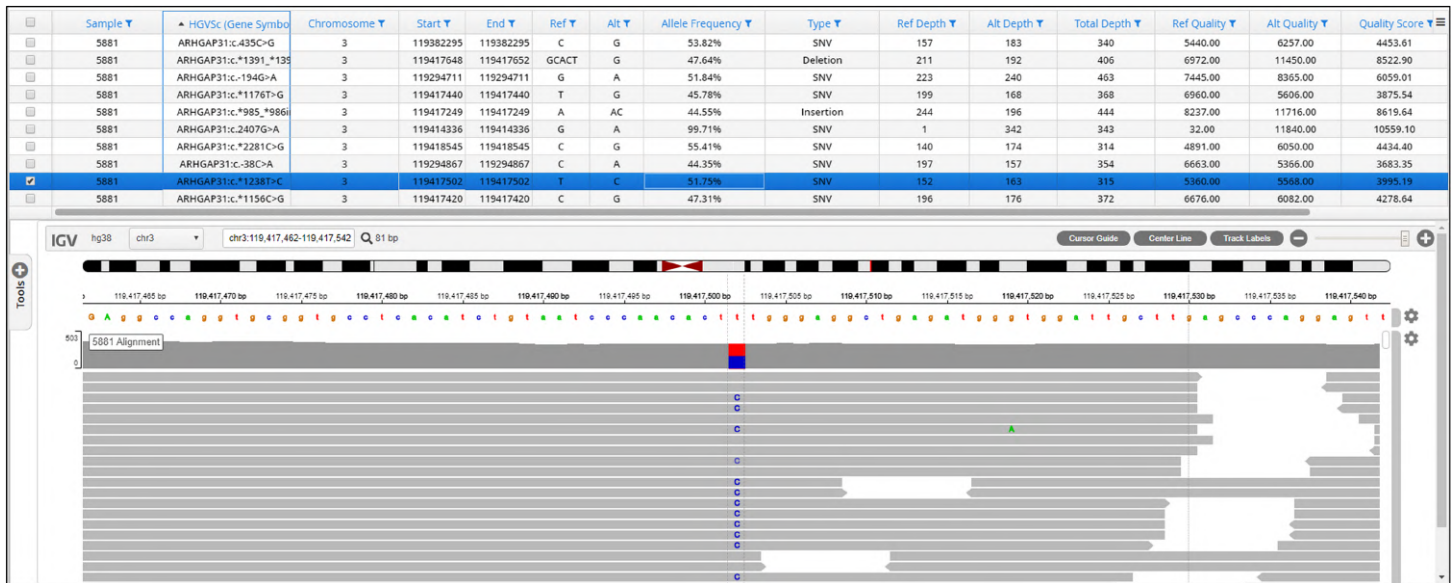 Sample HGVSc (Gene Symbo Chromosome Start End Ref Alt Allele Frequency Type Ref Depth Alt Depth Total Depth Ref Quality Alt Quality Quality Score
5881 ARHGAP31:c.435C>G 3 119382295 119382295 C G 53.82% SNV 157 183 340 5440.00 6257.00 4453.61
5881 ARHGAP31:c.*1391_*139 3 119417648 119417652 GCACT G 47.64% Deletion 211 192 406 6972.00 11450.00 8522.90
5881 ARHGAP31:c.-194G>A 3 119294711 119294711 G A 51.84% SNV 223 240 463 7445.00 8365.00 6059.01
5881 ARHGAP31:c.*1176T>G 3 119417440 119417440 T G 45.78% SNV 199 168 368 6960.00 5606.00 3875.54
5881 ARHGAP31:c.*985_*986i 3 119417249 119417249 A AC 44.55% Insertion 244 196 444 8237.00 11716.00 8619.64
5881 ARHGAP31:c.2407G>A 3 119414336 119414336 G A 99.71% SNV 1 342 343 32.00 11840.00 10559.10
5881 ARHGAP31:c.*2281C>G 3 119418545 119418545 C G 55.41% SNV 140 174 314 4891.00 6050.00 4434.40
5881 ARHGAP31:c.-38C>A 3 119294867 119294867 C A 44.35% SNV 197 157 354 6663.00 5366.00 3683.35
5881 ARHGAP31:c.*1238T>C 3 119417502 119417502 T C 51.75% SNV 152 163 315 5360.00 5568.00 3995.19
5881 ARHGAP31:c.*1156C>G 3 119417420 119417420 C G 47.31% SNV 196 176 372 6676.00 6082.00 4278.64
IGV hg38 chr3 chr3:119,417,462-119,417,542 81 bp Cursor Guide Center Line Track Labels
Tools
119,417,465 bp 119,417,470 bp 119,417,475 bp 119,417,480 bp 119,417,485 bp 119,417,490 bp 119,417,495 bp 119,417,500 bp 119,417,505 bp 119,417,510 bp 119,417,515 bp 119,417,520 bp 119,417,525 bp 119,417,530 bp 119,417,535 bp 119,417,540 bp
G A g g c c a g g t g c g g t g c c t c a c a t c t g t a a t c c c a a c a c t t t g g g a g g c t g a g a t g g g t g g a t t g c t t g a g c c c a g g a g t t
503
5881 Alignment
0
C
C
C A
C
C
C
C
C
C
C
C
C